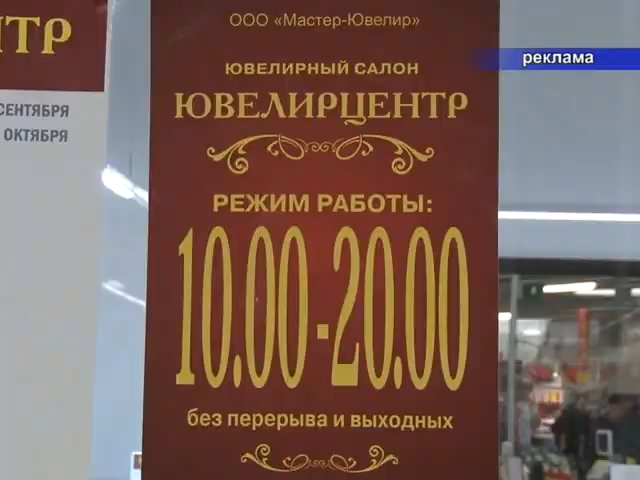 НТР
СЕНТЯБРЯ
ОКТЯБРЯ
ООО «Мастер-Ювелир»
ЮВЕЛИРНЫЙ САЛОН
ЮВЕЛИРЦЕНТР
РЕЖИМ РАБОТЫ:
10.00-20.00
без перерыва и выходных
реклама